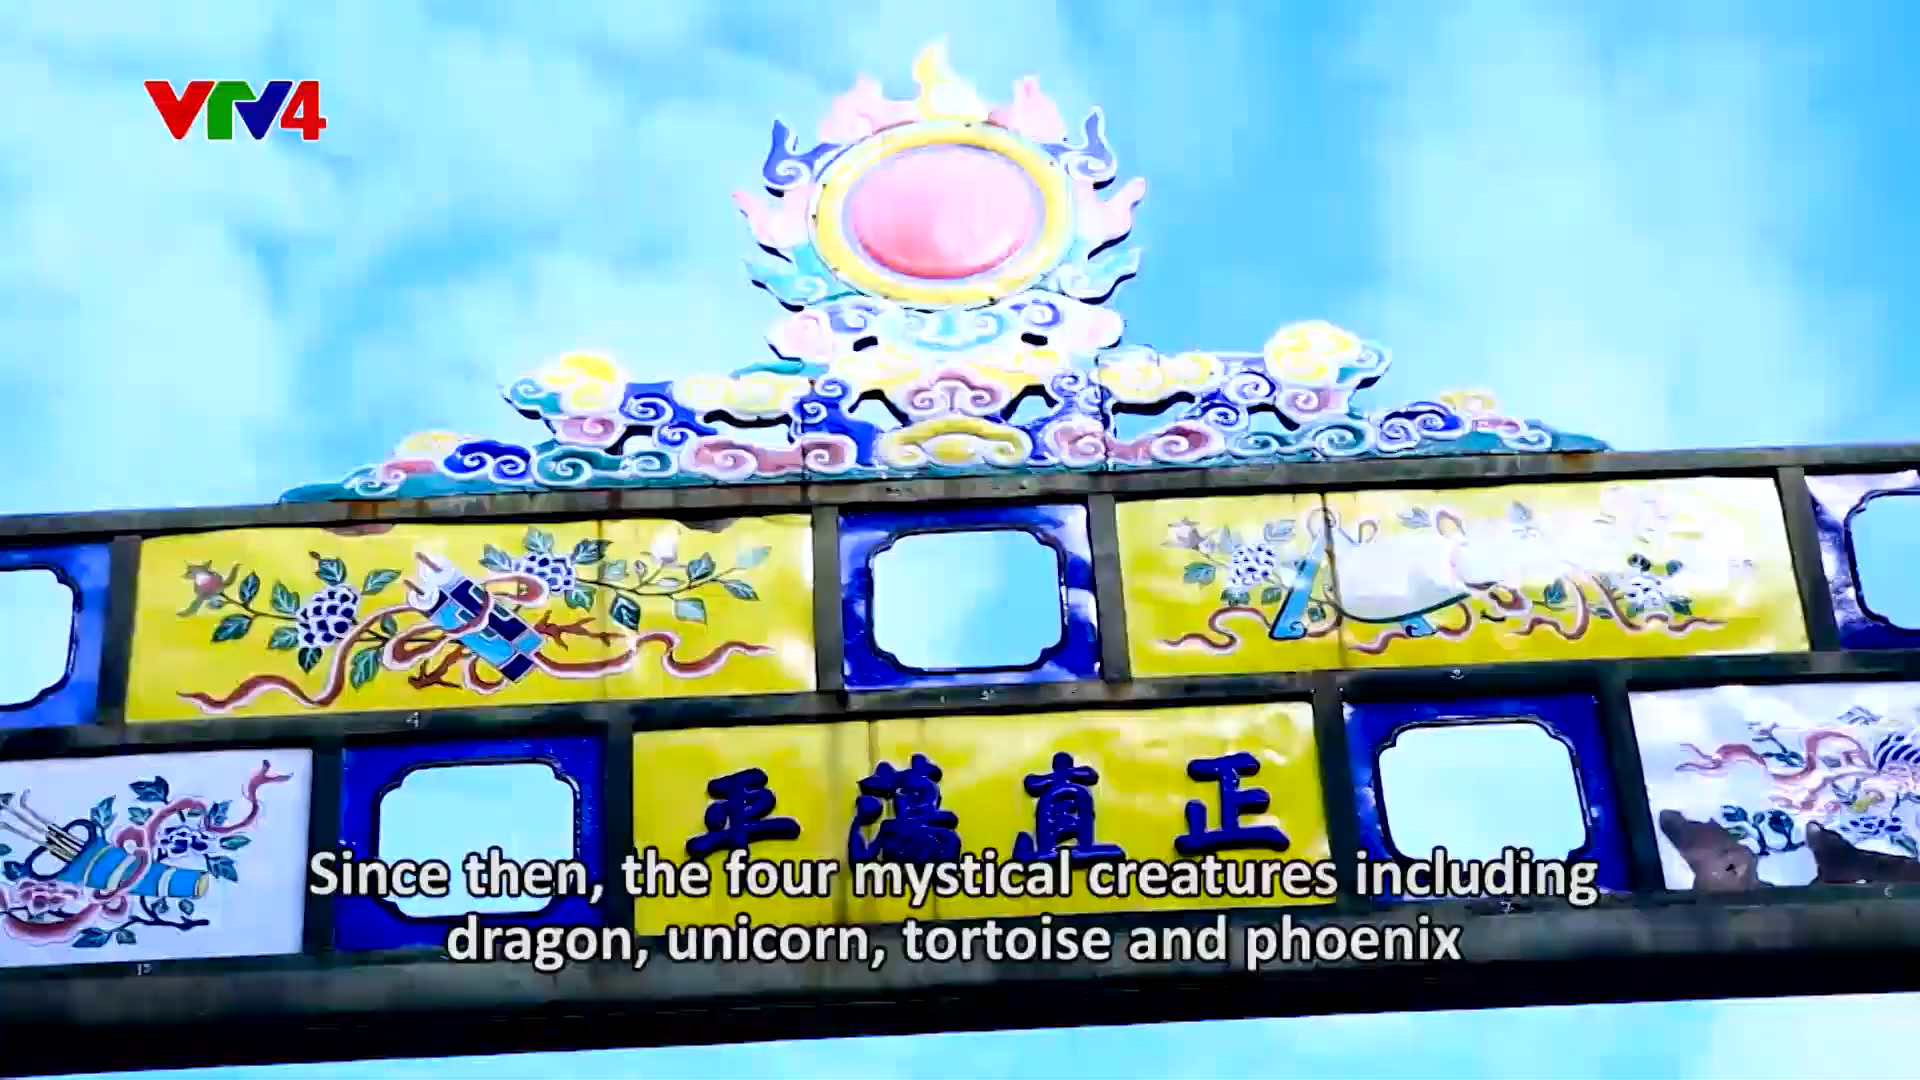 VTV4
正直蕩平
Since then, the four mystical creatures including
dragon, unicorn, tortoise and phoenix